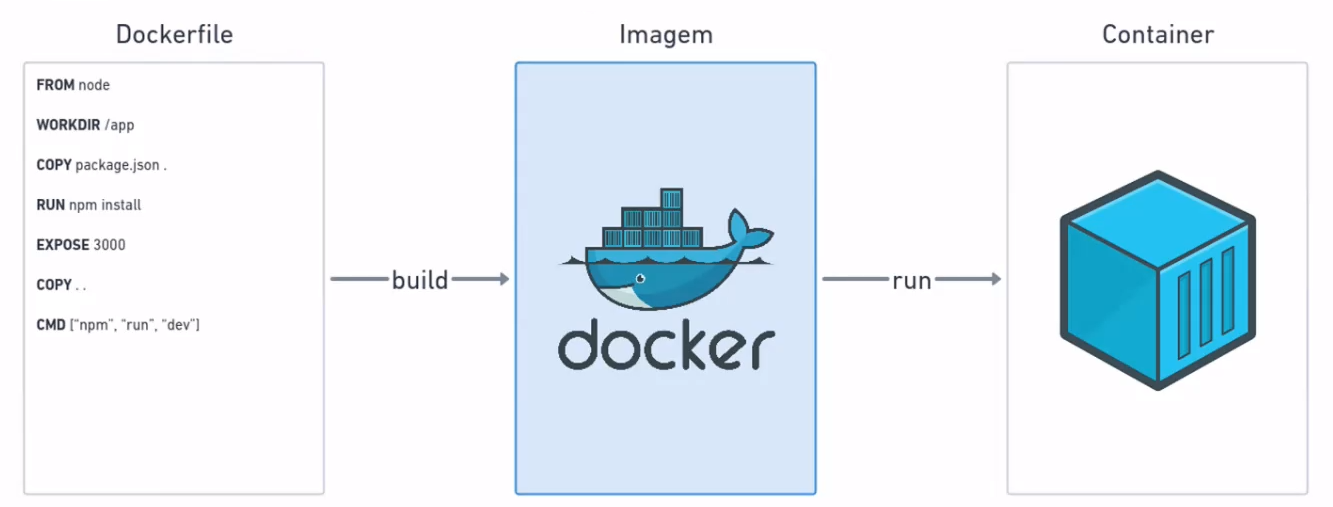 Dockerfile
FROM node
WORKDIR /app
COPY package.json .
RUN npm install
EXPOSE 3000
COPY . .
CMD [“npm”, “run”, “dev”]
build
Imagem
docker
run
Container